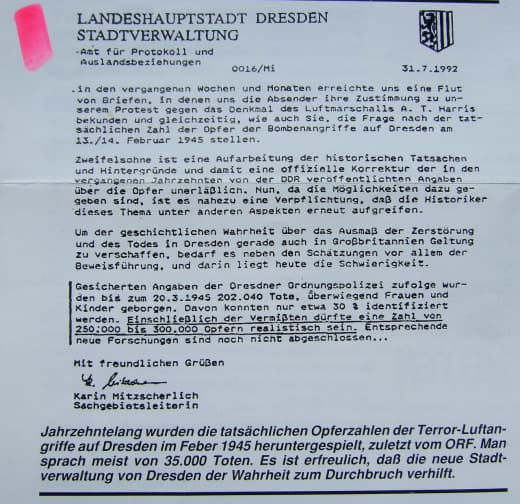 LANDESHAUPTSTADT DRESDEN
STADTVERWALTUNG
-Amt für Protokoll und
Auslandsbeziehungen
0016/Mi 31.7.1992
.in den vergangenen Wochen und Monaten erreichte uns eine Flut
von Briefen, in denen uns die Absender ihre Zustimmung zu un-
serem Protest gegen das Denkmal des Luftmarschalls A. T. Harris
bekunden und gleichzeitig, wie auch Sie, die Frage nach der tat-
sächlichen Zahl der Opfer der Bombenangriffe auf Dresden am
13./14. Februar 1945 stellen.
Zweifelsohne ist eine Aufarbeitung der historischen Tatsachen
und Hintergründe und damit eine offizielle Korrektur der in den
vergangenen Jahrzehnten von der DDR veröffentlichten Angaben
über die Opfer unerläßlich. Nun, da die Möglichkeiten dazu ge-
geben sind, ist es nahezu eine Verpflichtung, daß die Historiker
dieses Thema unter anderen Aspekten erneut aufgreifen.
Um der geschichtlichen Wahrheit über das Ausmaß der Zerstörung
und des Todes in Dresden gerade auch in Großbritannien Geltung
zu verschaffen, bedarf es neben den Schätzungen vor allem der
Beweisführung, und darin liegt heute die Schwierigkeit.
Gesicherten Angaben der Dresdner Ordnungspolizei zufolge wur-
den bis zum 20.3.1945 202.040 Tote, überwiegend Frauen und
Kinder geborgen. Davon konnten nur etwa 30 % identifiziert
werden. Einschließlich der Vermißten dürfte eine Zahl von
250.000 bis 300.000 Opfern realistisch sein. Entsprechende
neue Forschungen sind noch nicht abgeschlossen...
Mit freundlichen Grüßen
Karin Mitzscherlich
Sachgebietsleiterin
Jahrzehntelang wurden die tatsächlichen Opferzahlen der Terror-Luftan-
griffe auf Dresden im Feber 1945 heruntergespielt, zuletzt vom ORF. Man
sprach meist von 35.000 Toten. Es ist erfreulich, daß die neue Stadt-
verwaltung von Dresden der Wahrheit zum Durchbruch verhilft.